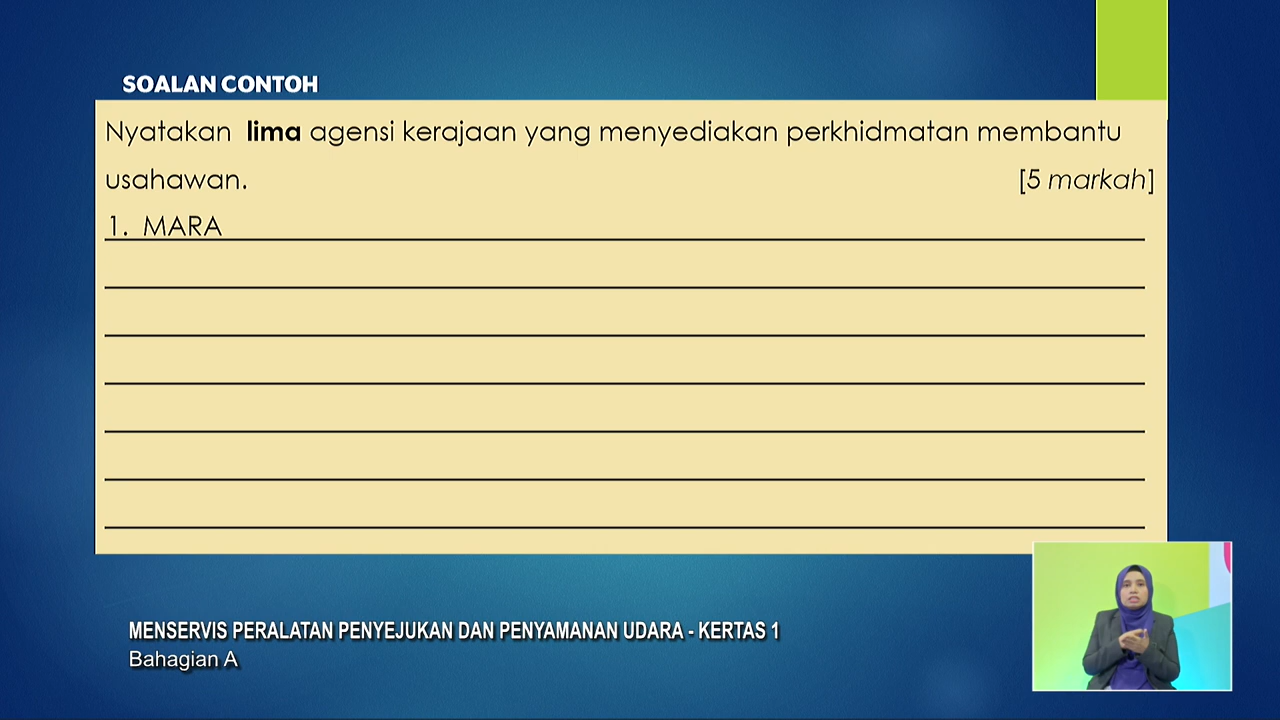 SOALAN CONTOH
Nyatakan lima agensi kerajaan yang menyediakan perkhidmatan membantu
usahawan. [5 markah]
1. MARA
MENSERVIS PERALATAN PENYEJUKAN DAN PENYAMANAN UDARA - KERTAS 1
Bahagian A